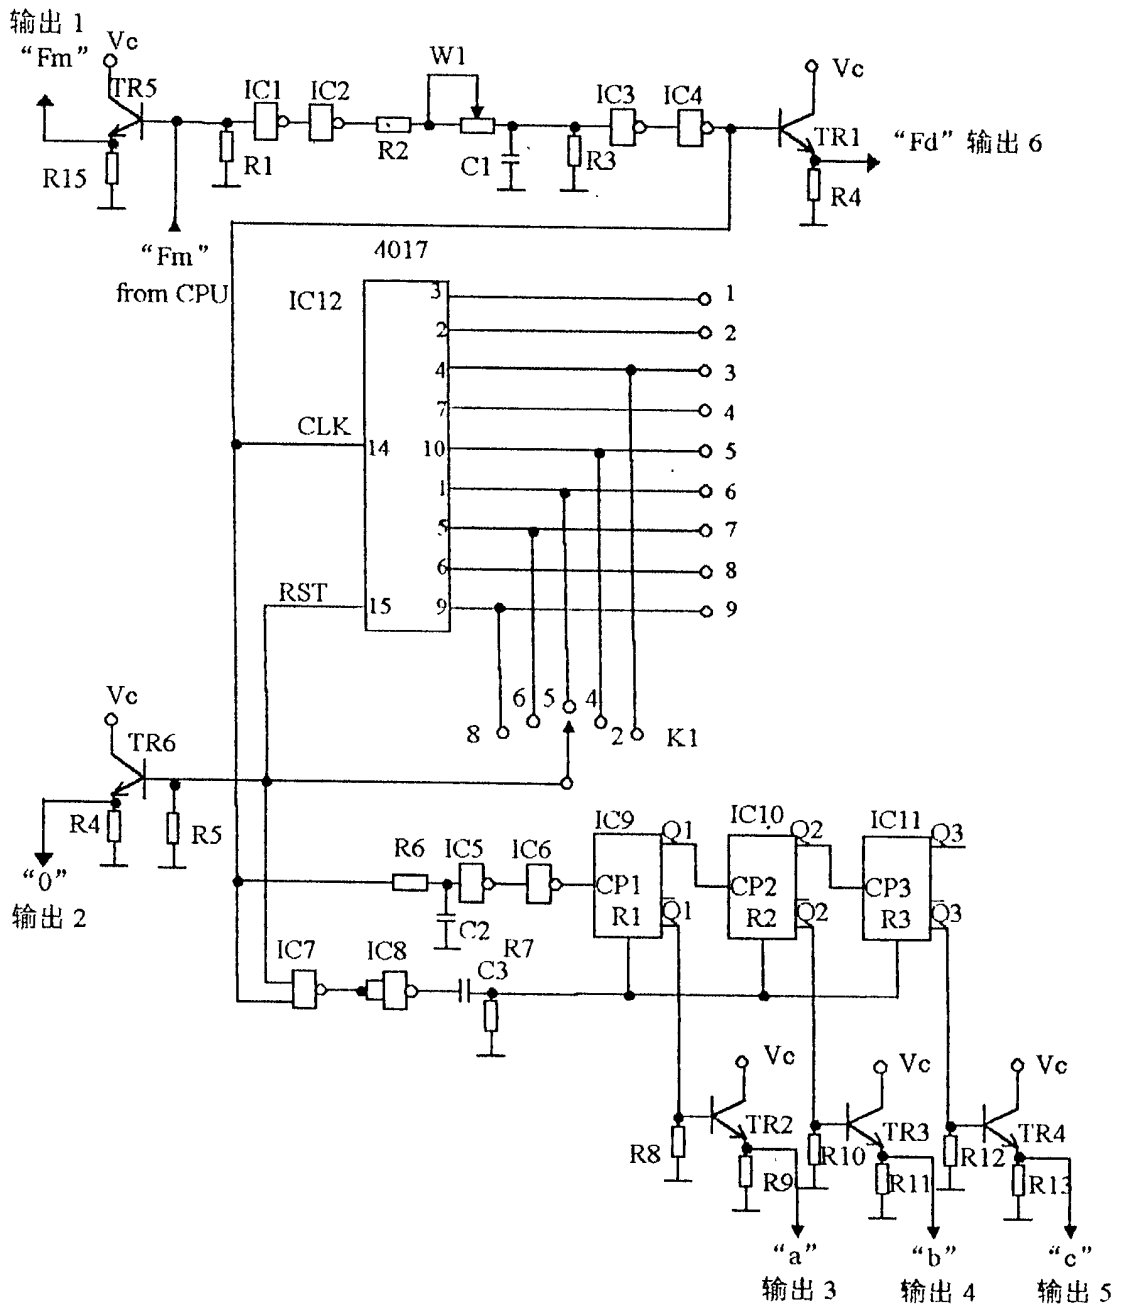 输出 1
“Fm”
Vc
TR5
IC1
IC2
W1
IC3
IC4
Vc
R15
R1
R2
C1
R3
TR1
“Fd” 输出 6
R4
“Fm”
from CPU
4017
IC12
3
1
2
2
4
3
7
4
CLK
14
10
5
1
6
5
7
6
8
RST
15
9
9
8
6
5
4
2
K1
Vc
TR6
R4
R5
“0”
输出 2
R6
IC5
IC6
C2
IC9
Q1
CP1
R1
Q̄1
IC10
Q2
CP2
R2
Q̄2
IC11
Q3
CP3
R3
Q̄3
IC7
IC8
C3
R7
Vc
Vc
Vc
TR2
TR3
TR4
R8
R9
R10
R11
R12
R13
“a”
“b”
“c”
输出 3
输出 4
输出 5